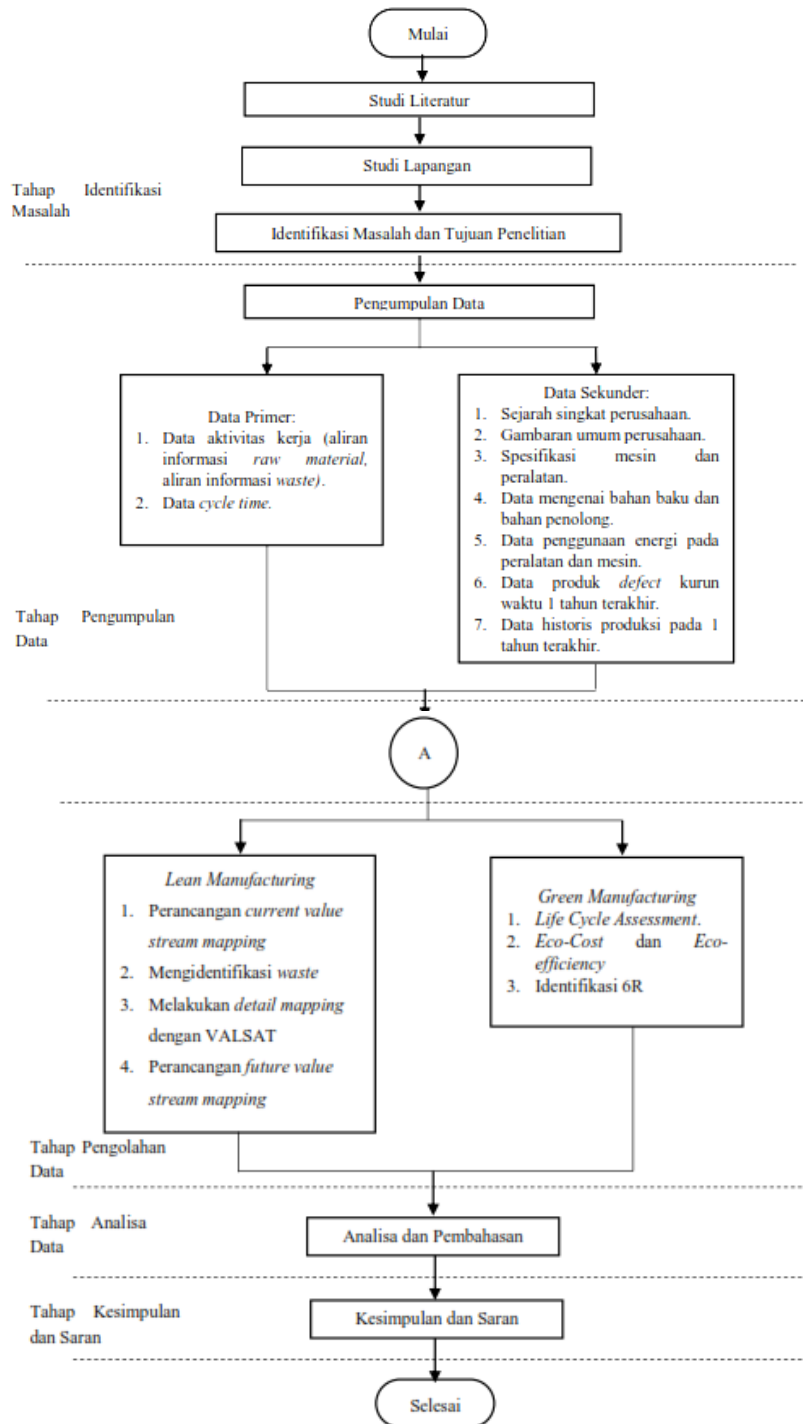 Mulai
Studi Literatur
Studi Lapangan
Tahap Identifikasi
Masalah
Identifikasi Masalah dan Tujuan Penelitian
Pengumpulan Data
Data Primer:
1. Data aktivitas kerja (aliran
informasi raw material,
aliran informasi waste).
2. Data cycle time.
Data Sekunder:
1. Sejarah singkat perusahaan.
2. Gambaran umum perusahaan.
3. Spesifikasi mesin dan
peralatan.
4. Data mengenai bahan baku dan
bahan penolong.
5. Data penggunaan energi pada
peralatan dan mesin.
6. Data produk defect kurun
waktu 1 tahun terakhir.
7. Data historis produksi pada 1
tahun terakhir.
Tahap Pengumpulan
Data
A
Lean Manufacturing
1. Perancangan current value
stream mapping
2. Mengidentifikasi waste
3. Melakukan detail mapping
dengan VALSAT
4. Perancangan future value
stream mapping
Green Manufacturing
1. Life Cycle Assessment.
2. Eco-Cost dan Eco-
efficiency
3. Identifikasi 6R
Tahap Pengolahan
Data
Tahap Analisa
Data
Analisa dan Pembahasan
Tahap Kesimpulan
dan Saran
Kesimpulan dan Saran
Selesai